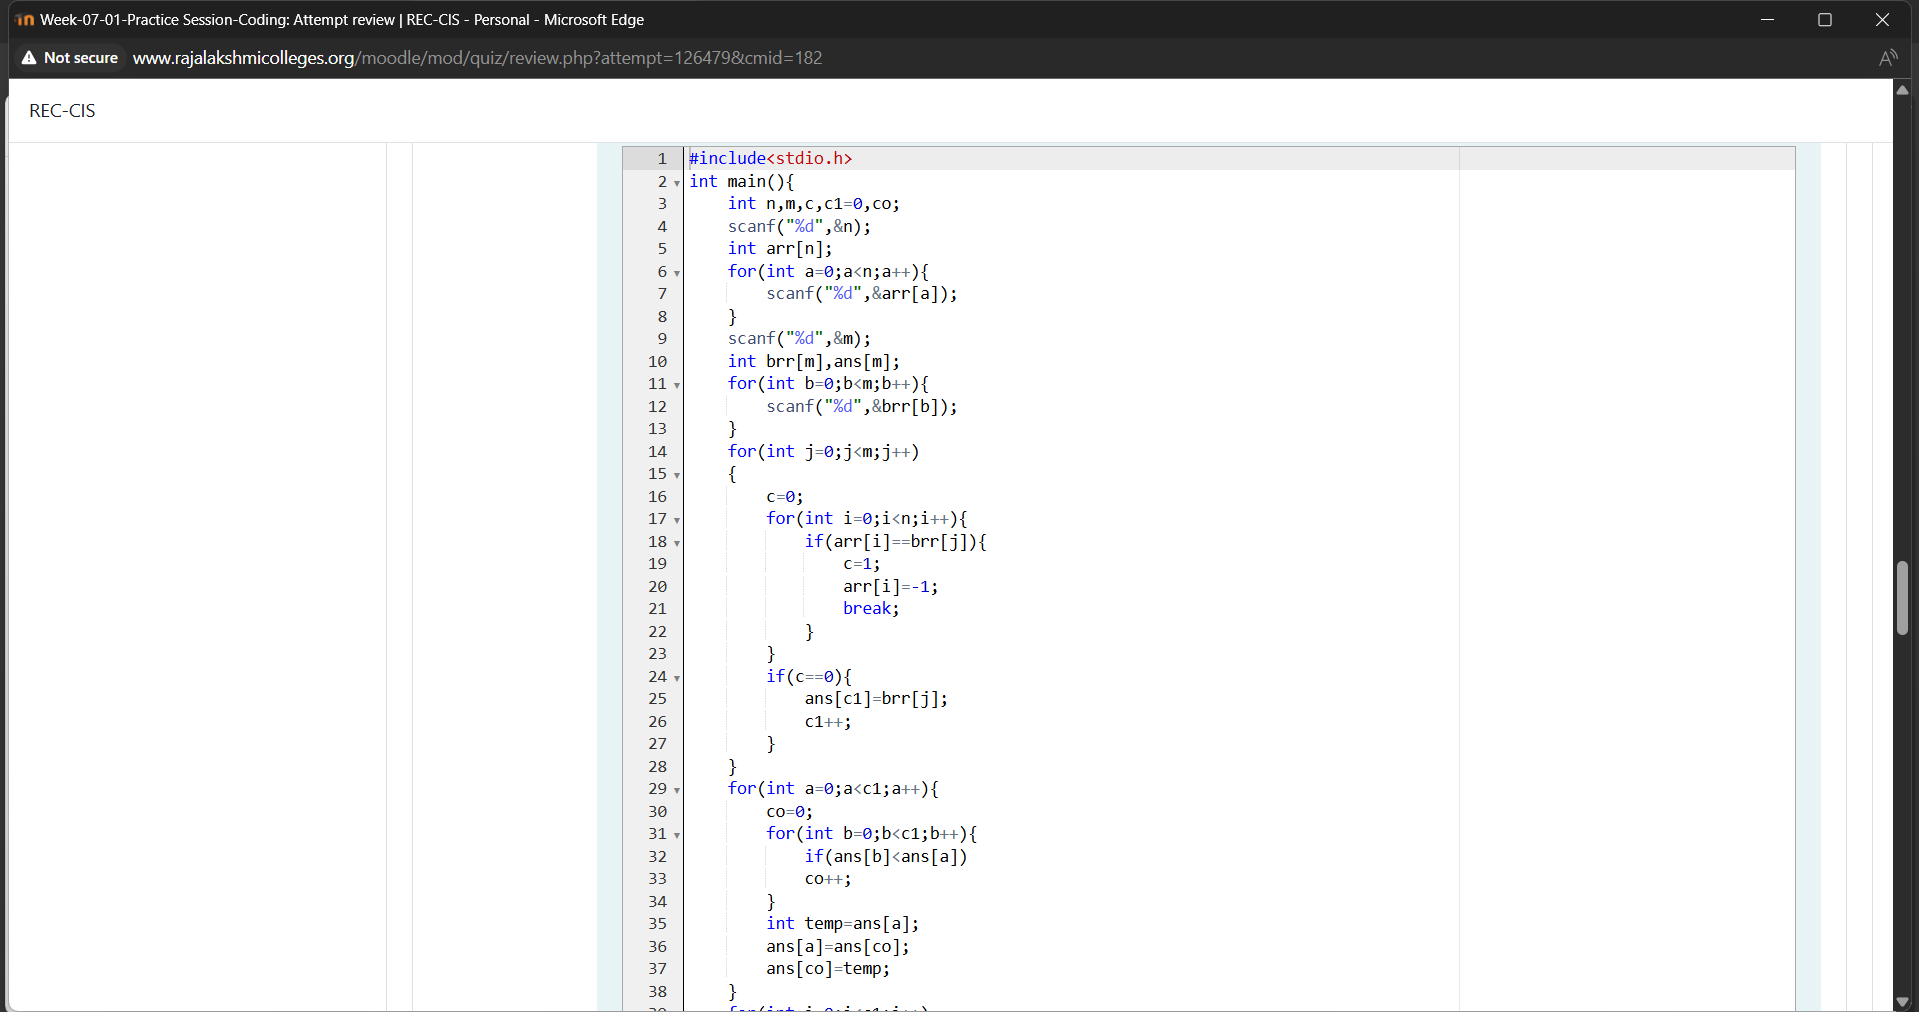 Week-07-01-Practice Session-Coding: Attempt review | REC-CIS - Personal - Microsoft Edge
Not secure www.rajalakshmicolleges.org/moodle/mod/quiz/review.php?attempt=126479&cmid=182
REC-CIS
1 #include<stdio.h>
2 int main(){
3 int n,m,c,c1=0,co;
4 scanf("%d",&n);
5 int arr[n];
6 for(int a=0;a<n;a++){
7 scanf("%d",&arr[a]);
8 }
9 scanf("%d",&m);
10 int brr[m],ans[m];
11 for(int b=0;b<m;b++){
12 scanf("%d",&brr[b]);
13 }
14 for(int j=0;j<m;j++)
15 {
16 c=0;
17 for(int i=0;i<n;i++){
18 if(arr[i]==brr[j]){
19 c=1;
20 arr[i]=-1;
21 break;
22 }
23 }
24 if(c==0){
25 ans[c1]=brr[j];
26 c1++;
27 }
28 }
29 for(int a=0;a<c1;a++){
30 co=0;
31 for(int b=0;b<c1;b++){
32 if(ans[b]<ans[a])
33 co++;
34 }
35 int temp=ans[a];
36 ans[a]=ans[co];
37 ans[co]=temp;
38 }